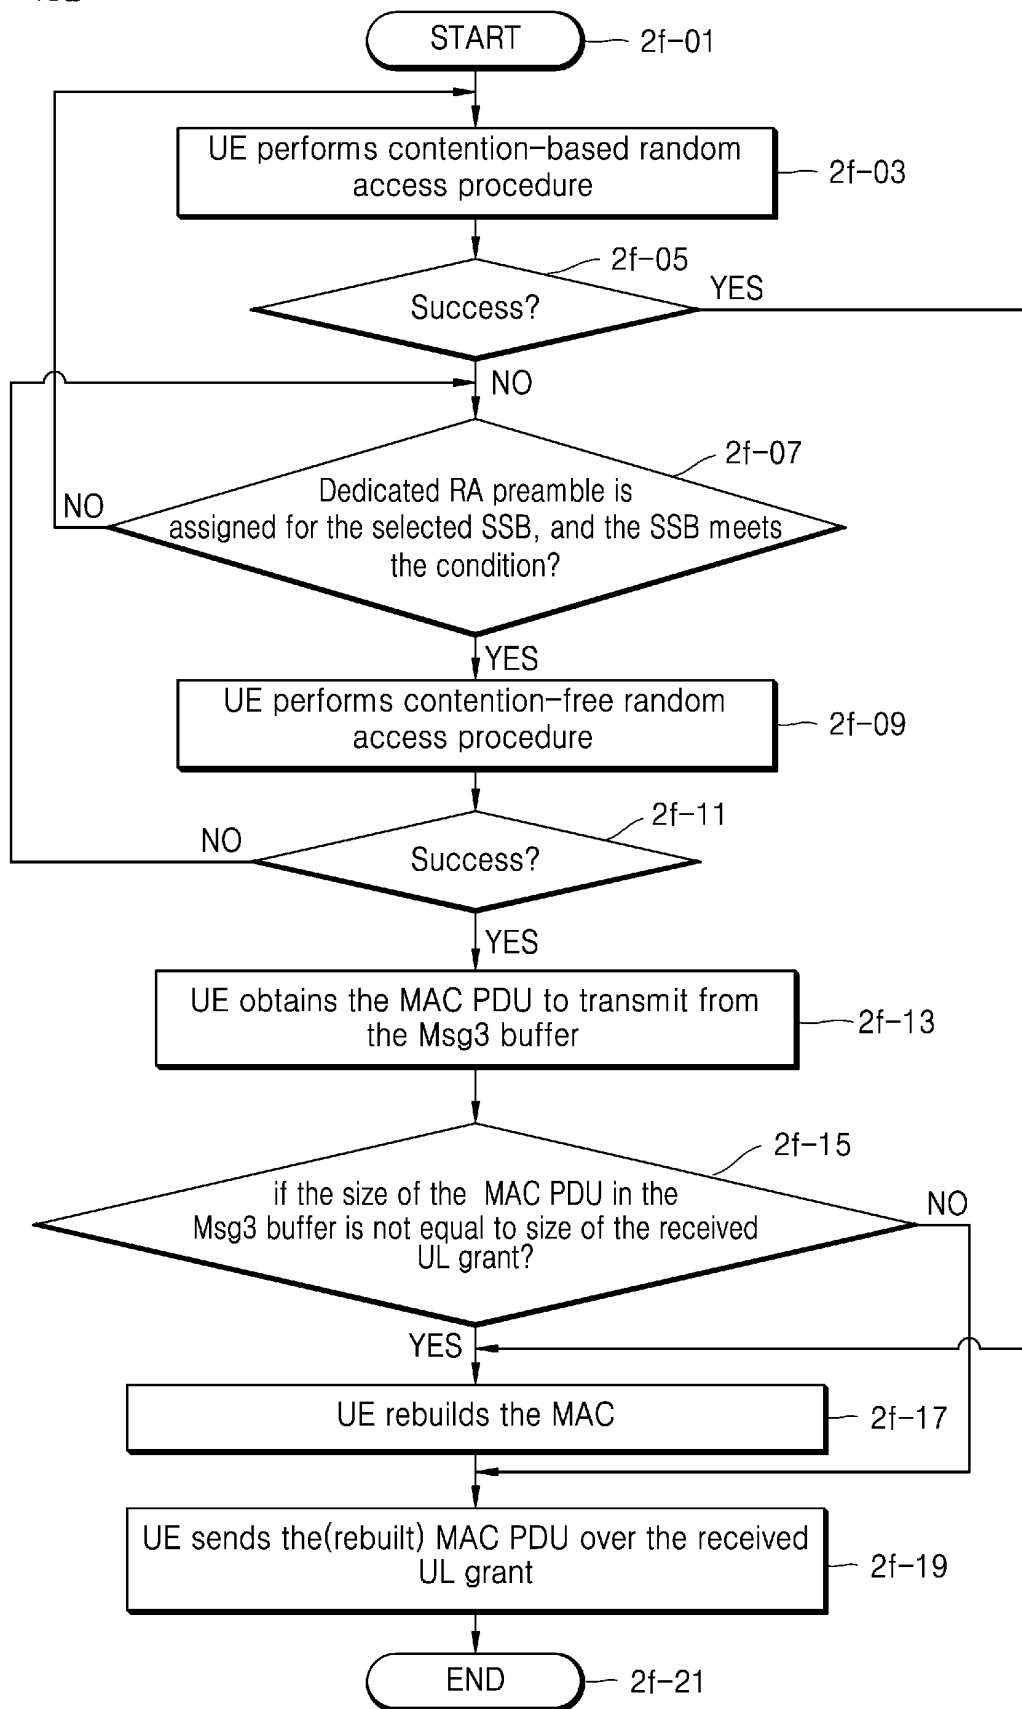 START
2f-01
UE performs contention-based random
access procedure
2f-03
2f-05
Success?
YES
NO
2f-07
Dedicated RA preamble is
assigned for the selected SSB, and the SSB meets
the condition?
NO
YES
UE performs contention-free random
access procedure
2f-09
2f-11
NO
Success?
YES
UE obtains the MAC PDU to transmit from
the Msg3 buffer
2f-13
2f-15
if the size of the MAC PDU in the
Msg3 buffer is not equal to size of the received
UL grant?
NO
YES
UE rebuilds the MAC
2f-17
UE sends the(rebuilt) MAC PDU over the received
UL grant
2f-19
END
2f-21